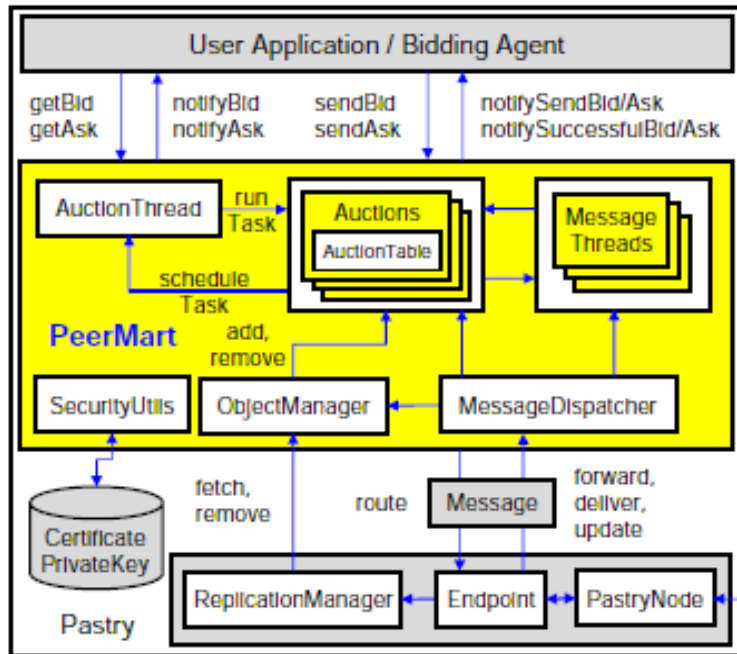 User Application / Bidding Agent
getBid
getAsk
notifyBid
notifyAsk
sendBid
sendAsk
notifySendBid/Ask
notifySuccessfulBid/Ask
AuctionThread
run
Task
Auctions
AuctionTable
Message
Threads
schedule
Task
PeerMart
add,
remove
SecurityUtils
ObjectManager
MessageDispatcher
fetch,
remove
route
Message
forward,
deliver,
update
Certificate
PrivateKey
Pastry
ReplicationManager
Endpoint
PastryNode